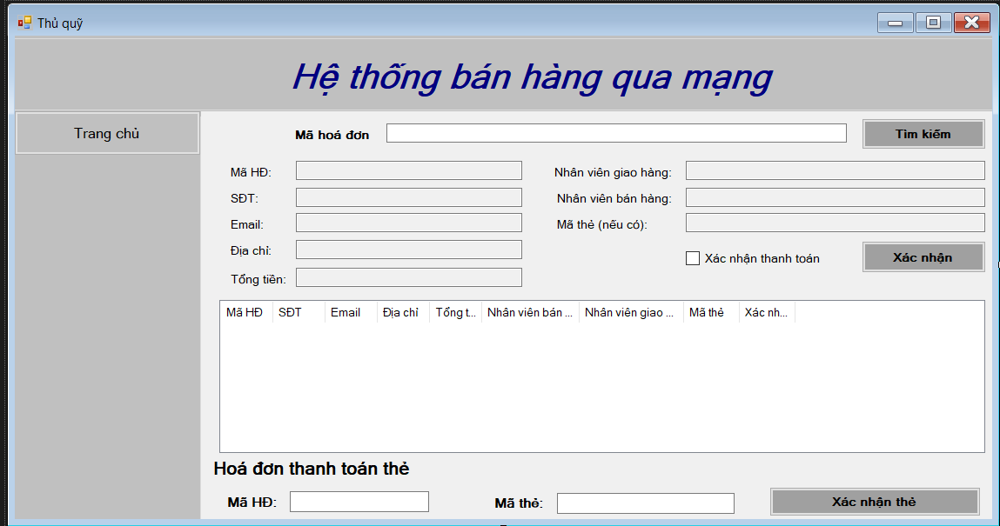 Thủ quỹ
Hệ thống bán hàng qua mạng
Trang chủ
Mã hoá đơn
Tìm kiếm
Mã HĐ:
Nhân viên giao hàng:
SĐT:
Nhân viên bán hàng:
Email:
Mã thẻ (nếu có):
Địa chỉ:
Xác nhận thanh toán
Xác nhận
Tổng tiền:
Mã HĐ SĐT Email Địa chỉ Tổng t... Nhân viên bán ... Nhân viên giao ... Mã thẻ Xác nh...
Hoá đơn thanh toán thẻ
Mã HĐ:
Mã thẻ:
Xác nhận thẻ